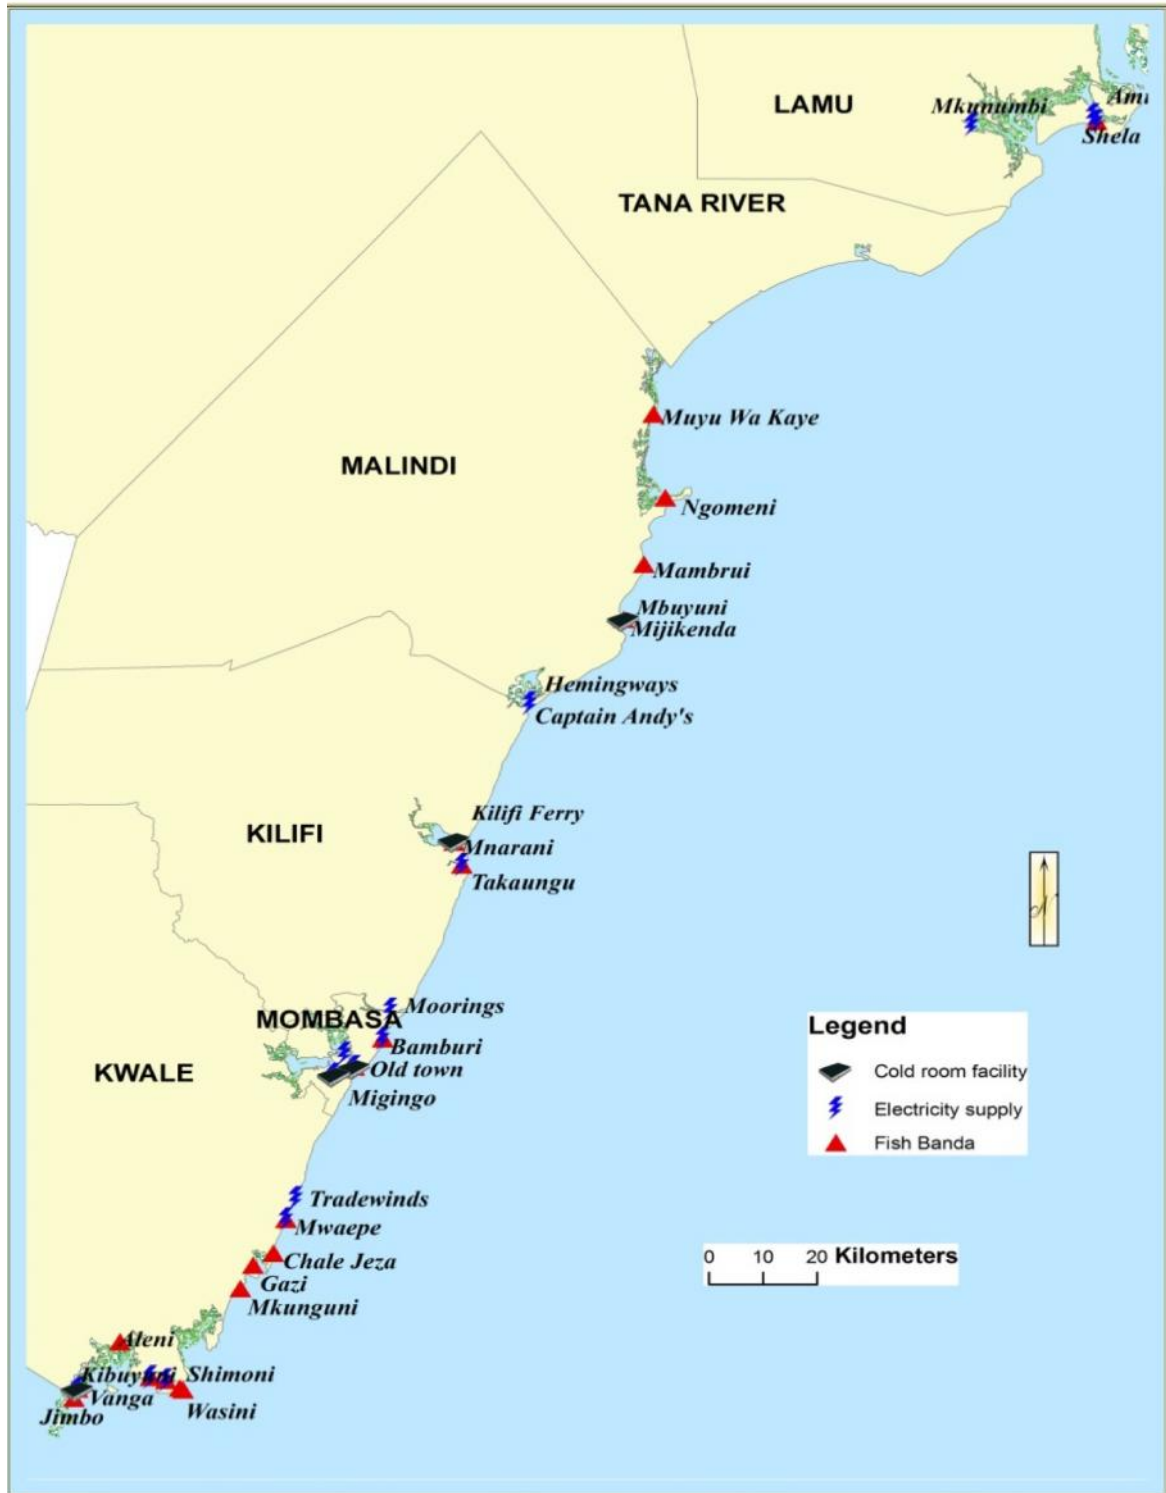 LAMU
Mkunumbi
Amu
Shela
TANA RIVER
Muyu Wa Kaye
MALINDI
Ngomeni
Mambrui
Mbuyuni
Mijikenda
Hemingways
Captain Andy's
Kilifi Ferry
KILIFI
Mnarani
Takaungu
N
Moorings
MOMBASA
Bamburi
Old town
KWALE
Migingo
Legend
Cold room facility
Electricity supply
Fish Banda
Tradewinds
Mwaepe
Chale Jeza
Gazi
Mkunguni
0 10 20 Kilometers
Aleni
Kibuyuni
Shimoni
Vanga
Jimbo
Wasini